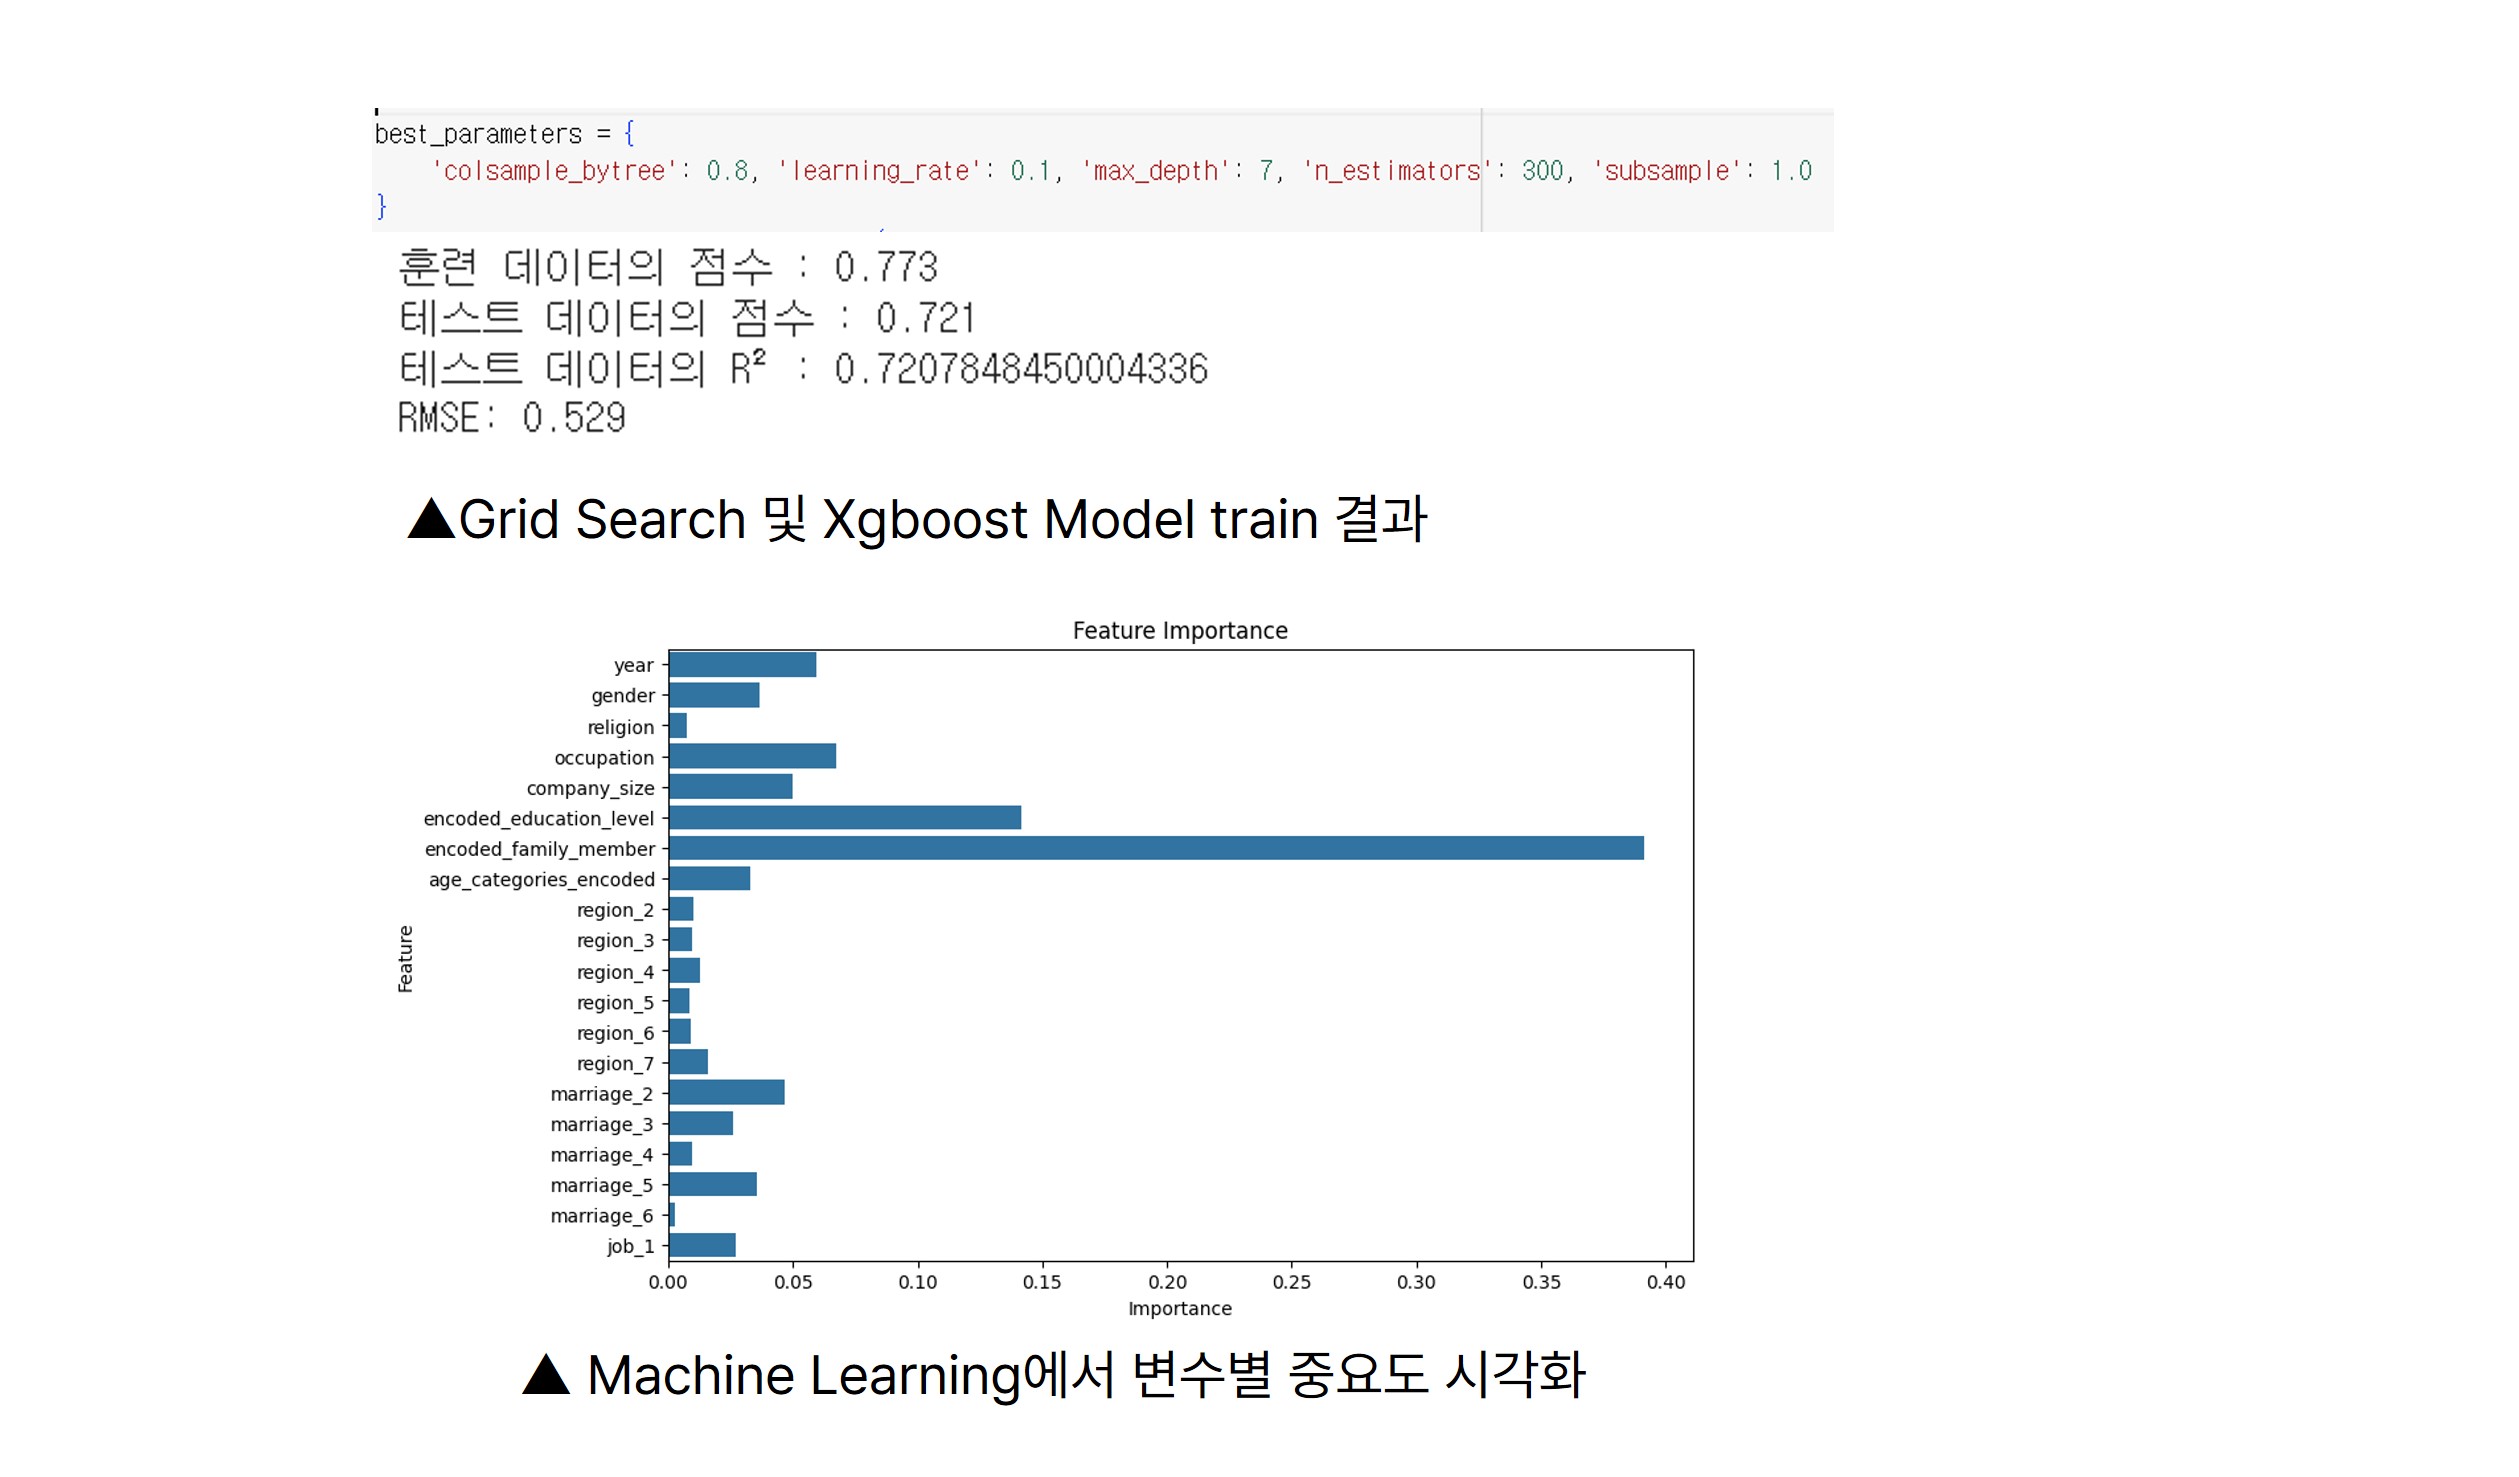 best_parameters = {
'colsample_bytree': 0.8, 'learning_rate': 0.1, 'max_depth': 7, 'n_estimators': 300, 'subsample': 1.0
}
훈련 데이터의 점수 : 0.773
테스트 데이터의 점수 : 0.721
테스트 데이터의 R² : 0.7207848450004336
RMSE: 0.529
▲Grid Search 및 Xgboost Model train 결과
Feature Importance
year
gender
religion
occupation
company_size
encoded_education_level
encoded_family_member
age_categories_encoded
region_2
region_3
region_4
region_5
region_6
region_7
marriage_2
marriage_3
marriage_4
marriage_5
marriage_6
job_1
Feature
0.00 0.05 0.10 0.15 0.20 0.25 0.30 0.35 0.40
Importance
▲ Machine Learning에서 변수별 중요도 시각화